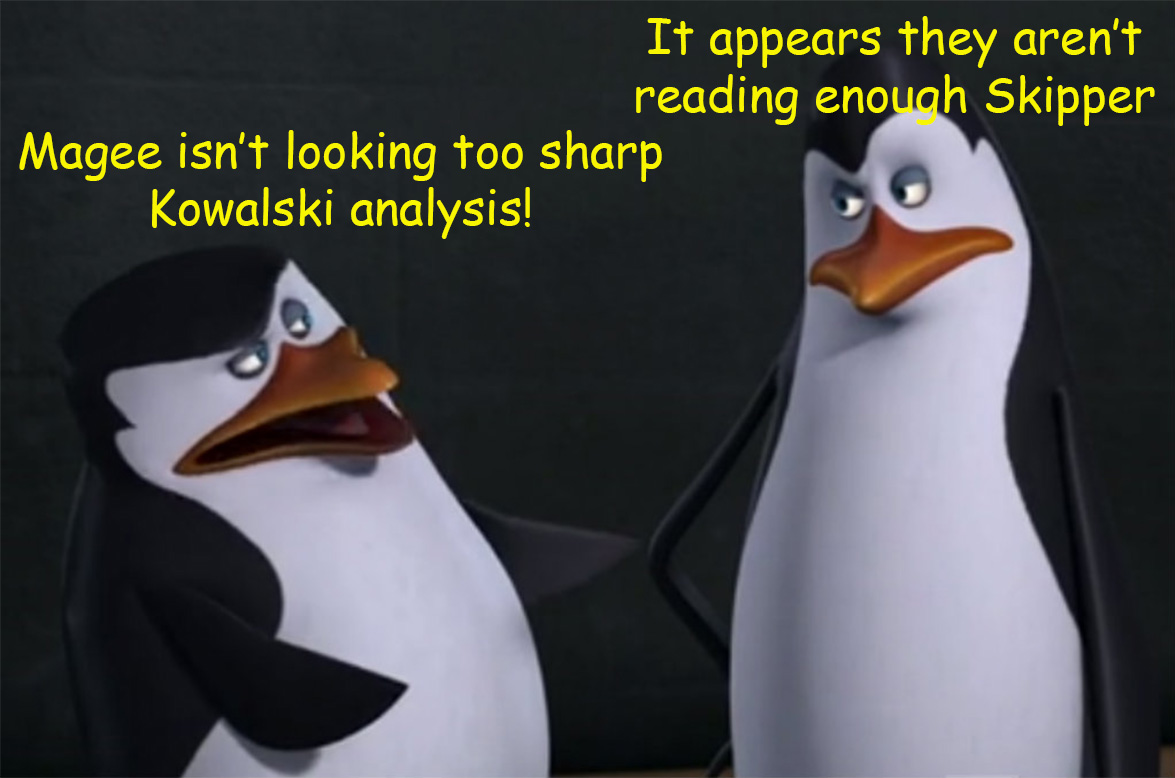 Magee isn't looking too sharp
Kowalski analysis!
It appears they aren't
reading enough Skipper